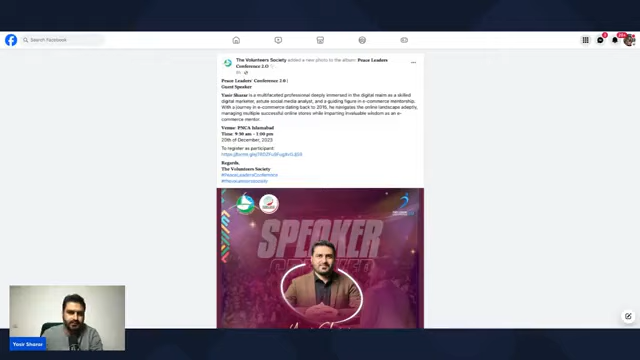 Search Facebook
The Volunteers Society added a new photo to the album: Peace Leaders
Conference 2.0
Peace Leaders' Conference 2.0 |
Guest Speaker
Yasir Sharar is a multifaceted professional deeply immersed in the digital realm as a skilled
digital marketer, astute social media analyst, and a guiding figure in e-commerce mentorship.
With a journey in e-commerce dating back to 2016, he navigates the online landscape adeptly,
managing multiple successful online stores while imparting invaluable wisdom as an e-
commerce mentor.
Venue: PNCA Islamabad
Time: 9:30 am - 1:00 pm
20th of December, 2023
To register as participant:
Regards,
The Volunteers Society
#PeaceLeadersConference
SPEAKER
Yasir Sharar